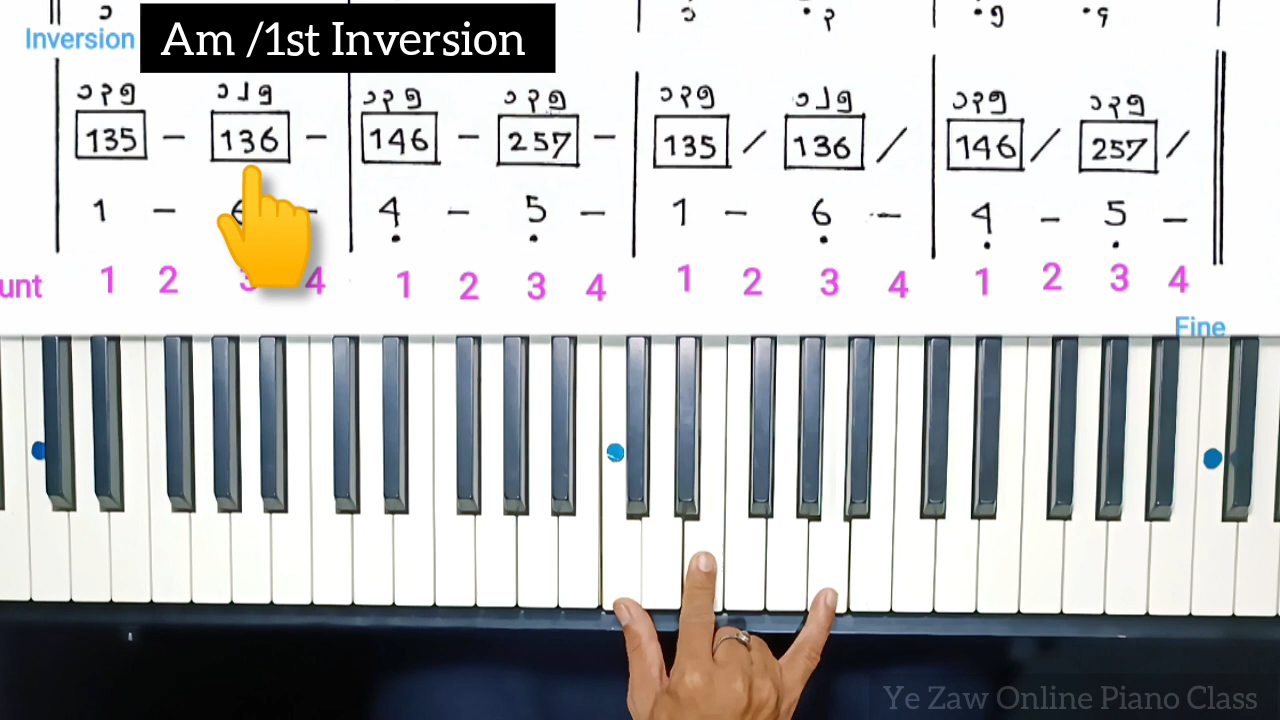 Inversion
Am /1st Inversion
135 – 136 – 146 – 257 – 135 / 136 / 146 / 257 /
1 – 6 – 4 – 5 – 1 – 6 – 4 – 5 –
unt 1 2 3 4 1 2 3 4 1 2 3 4 1 2 3 4
Fine
Ye Zaw Online Piano Class